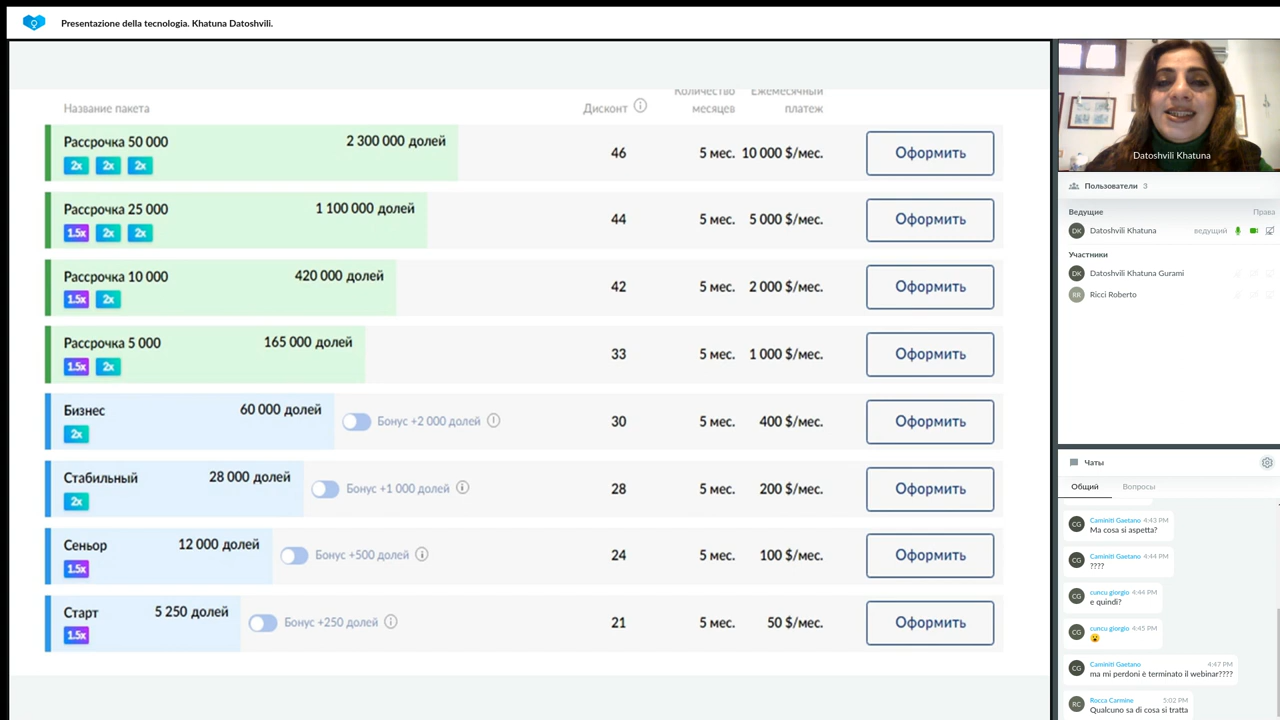 Presentazione della tecnologia. Khatuna Datoshvili.
Название пакета
Дисконт
Количество месяцев
Ежемесячный платеж
Рассрочка 50 000 2 300 000 долей 46 5 мес. 10 000 $/мес. Оформить
2x 2x 2x
Рассрочка 25 000 1 100 000 долей 44 5 мес. 5 000 $/мес. Оформить
1.5x 2x 2x
Рассрочка 10 000 420 000 долей 42 5 мес. 2 000 $/мес. Оформить
1.5x 2x
Рассрочка 5 000 165 000 долей 33 5 мес. 1 000 $/мес. Оформить
1.5x 2x
Бизнес 60 000 долей Бонус +2 000 долей 30 5 мес. 400 $/мес. Оформить
2x
Стабильный 28 000 долей Бонус +1 000 долей 28 5 мес. 200 $/мес. Оформить
2x
Сеньор 12 000 долей Бонус +500 долей 24 5 мес. 100 $/мес. Оформить
1.5x
Старт 5 250 долей Бонус +250 долей 21 5 мес. 50 $/мес. Оформить
1.5x
Datoshvili Khatuna
Пользователи 3
Ведущие Права
DK Datoshvili Khatuna ведущий
Участники
DK Datoshvili Khatuna Gurami
RR Ricci Roberto
Чаты
Общий Вопросы
CG Caminiti Gaetano 4:43 PM
Ma cosa si aspetta?
CG Caminiti Gaetano 4:44 PM
????
CG cuncu giorgio 4:44 PM
e quindi?
CG cuncu giorgio 4:45 PM
😮
CG Caminiti Gaetano 4:47 PM
ma mi perdoni è terminato il webinar????
RC Rocca Carmine 5:02 PM
Qualcuno sa di cosa si tratta